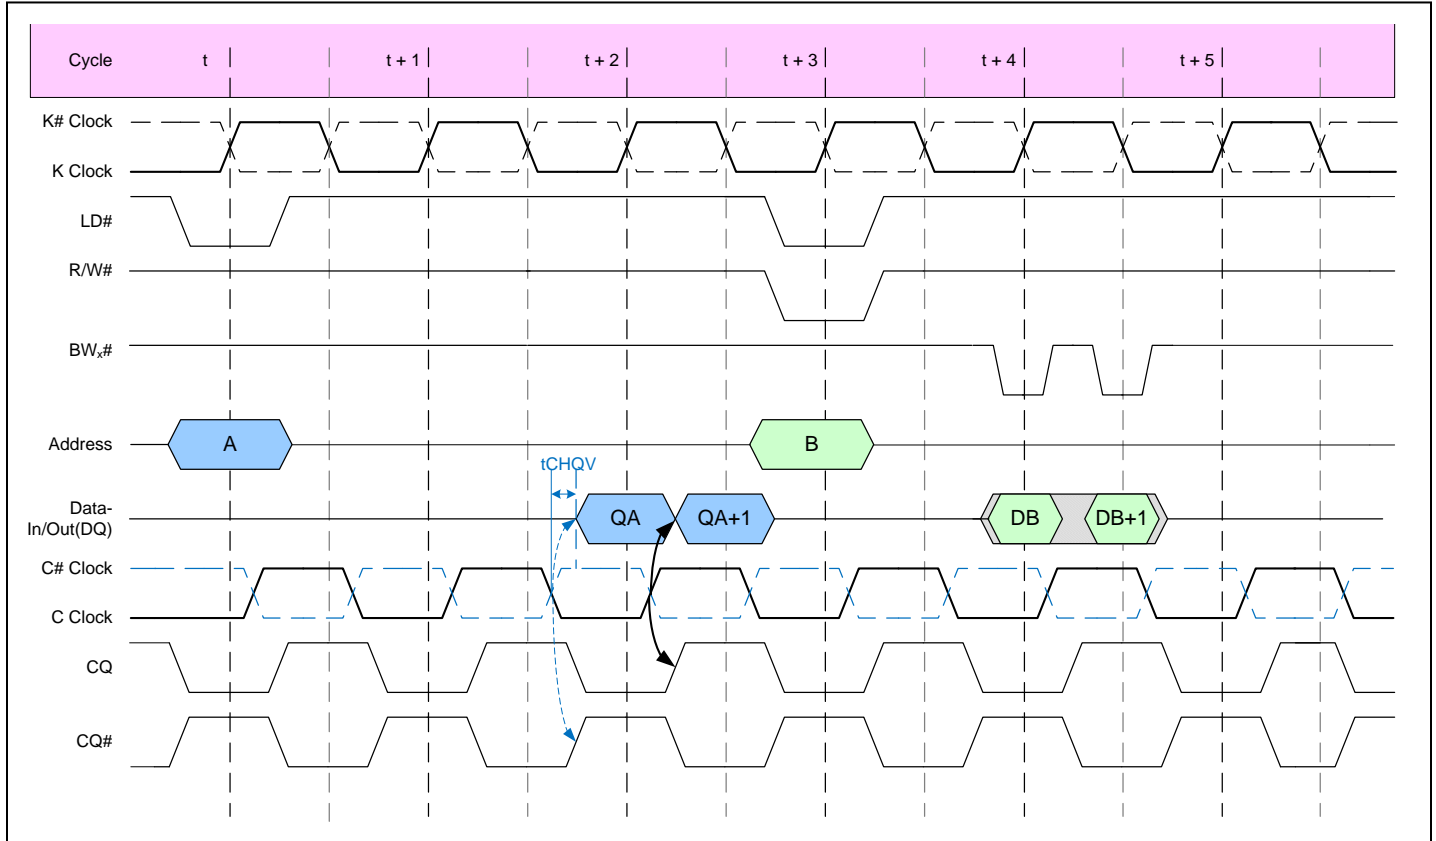 Cycle t t + 1 t + 2 t + 3 t + 4 t + 5
K# Clock
K Clock
LD#
R/W#
BWx#
Address A B
tCHQV
Data-
In/Out(DQ) QA QA+1 DB DB+1
C# Clock
C Clock
CQ
CQ#